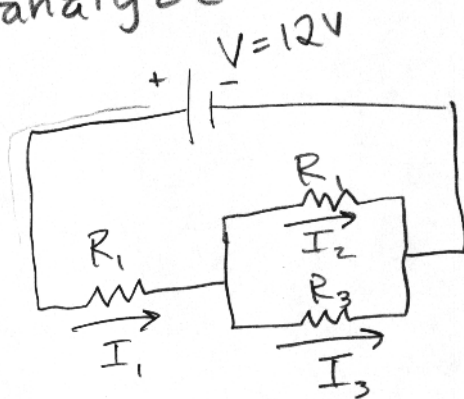 analyze
V=12V
+ -
R₁
I₂
R₁
R₃
I₁
I₃